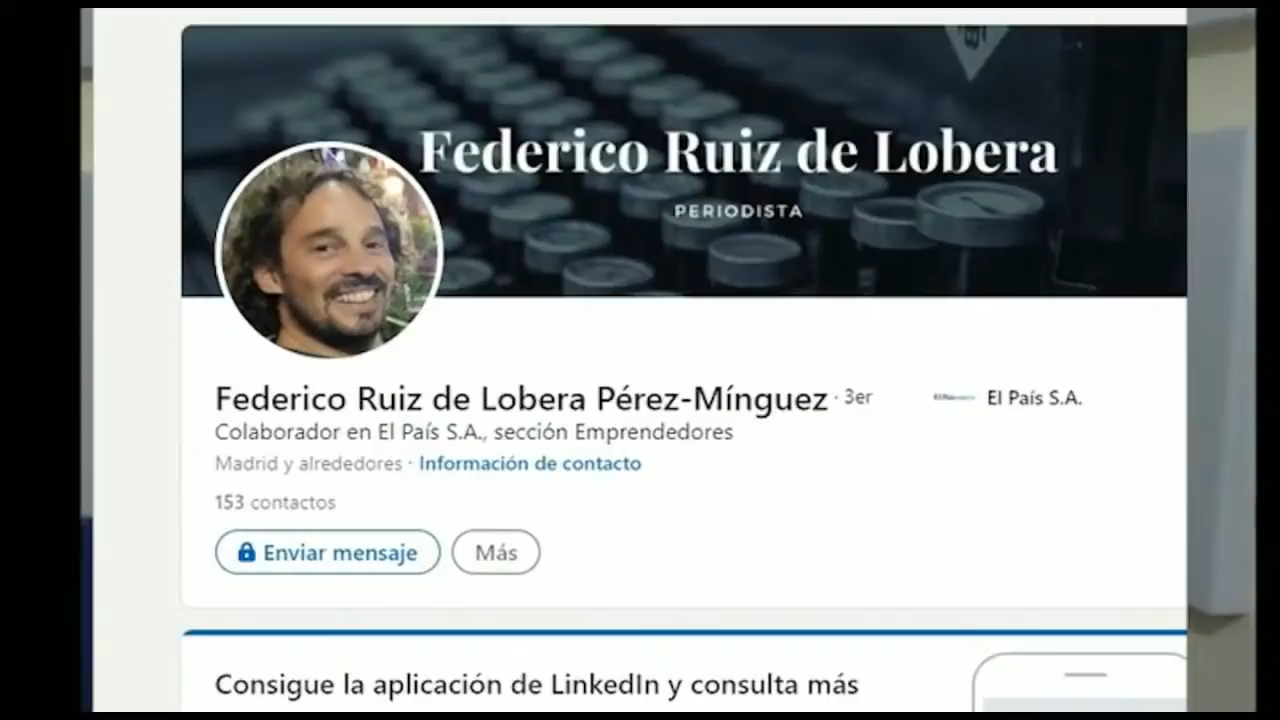 Federico Ruiz de Lobera
PERIODISTA
Federico Ruiz de Lobera Pérez-Mínguez · 3er
El País S.A.
Colaborador en El País S.A., sección Emprendedores
Madrid y alrededores · Información de contacto
153 contactos
Enviar mensaje
Más
Consigue la aplicación de LinkedIn y consulta más